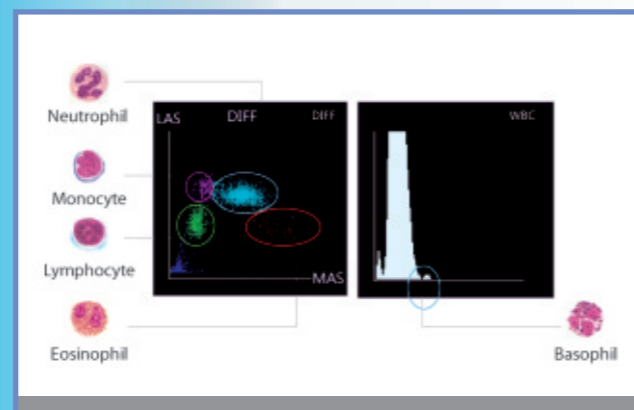 Neutrophil
LAS DIFF DIFF
WBC
Monocyte
Lymphocyte
MAS
Eosinophil
Basophil